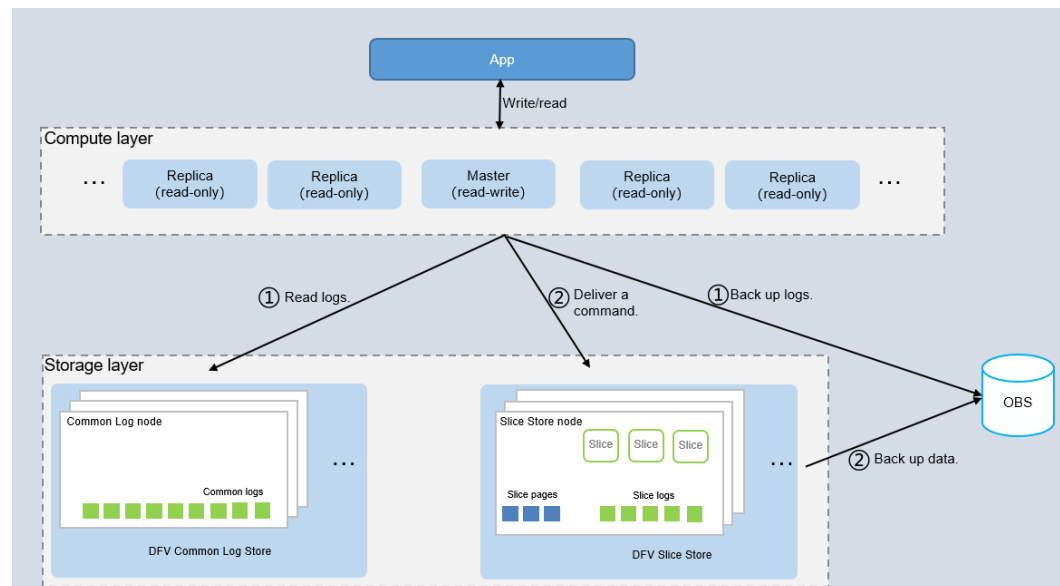 App
Write/read
Compute layer
...
Replica
(read-only)
Replica
(read-only)
Master
(read-write)
Replica
(read-only)
Replica
(read-only)
...
① Read logs.
② Deliver a
command.
① Back up logs.
Storage layer
Common Log node
...
Common logs
DFV Common Log Store
Slice Store node
Slice
Slice
Slice
...
Slice pages
Slice logs
DFV Slice Store
② Back up data.
OBS